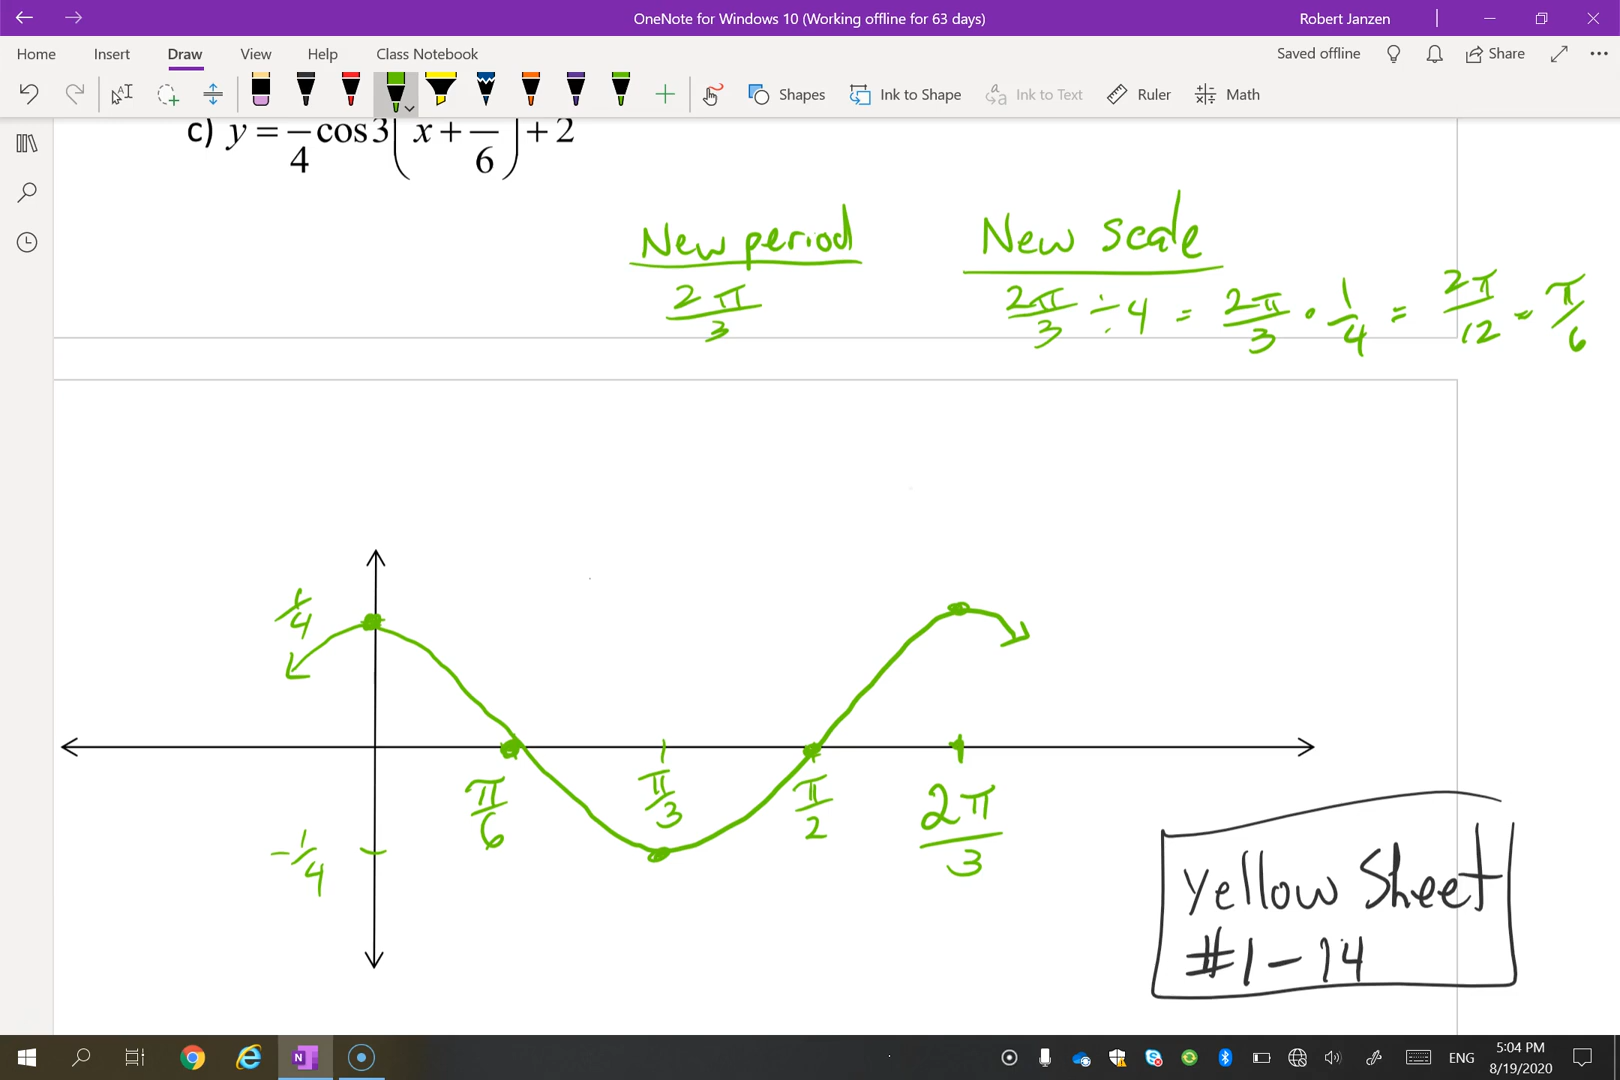 OneNote for Windows 10 (Working offline for 63 days)
Robert Janzen
Home Insert Draw View Help Class Notebook
Saved offline
Share
Shapes
Ink to Shape
Ink to Text
Ruler
Math
c) y = —/4 cos3(x + —/6) + 2
New period
2π/3
New scale
2π/3 ÷ 4 = 2π/3 · 1/4 = 2π/12 = π/6
1/4
π/6 π/3 π/2 2π/3
-1/4
Yellow Sheet
#1-14
ENG
5:04 PM
8/19/2020